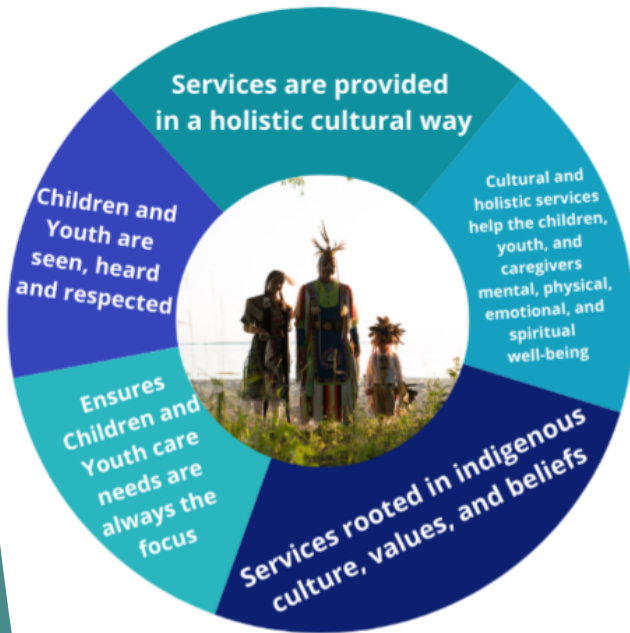 Services are provided
in a holistic cultural way
Cultural and
holistic services
help the children,
youth, and
caregivers
mental, physical,
emotional, and
spiritual
well-being
Services rooted in indigenous
culture, values, and beliefs
Ensures
Children and
Youth care
needs are
always the
focus
Children and
Youth are
seen, heard
and respected